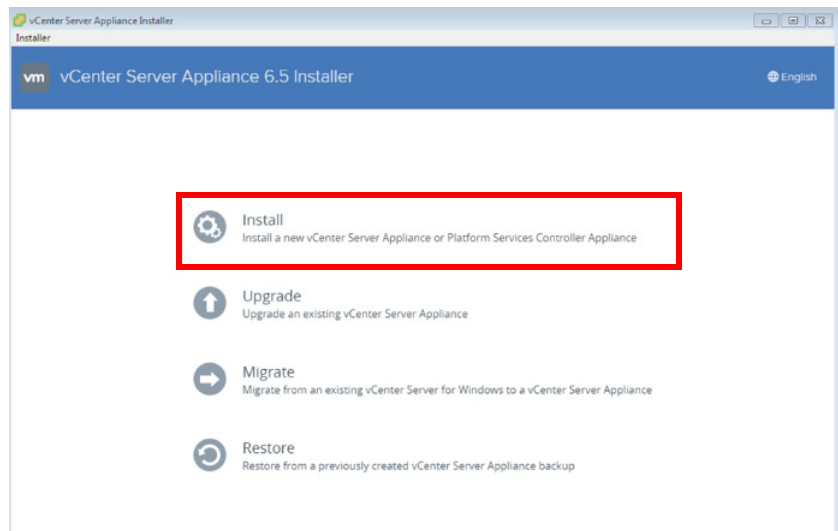 vCenter Server Appliance Installer
Installer
vm vCenter Server Appliance 6.5 Installer English
Install
Install a new vCenter Server Appliance or Platform Services Controller Appliance
Upgrade
Upgrade an existing vCenter Server Appliance
Migrate
Migrate from an existing vCenter Server for Windows to a vCenter Server Appliance
Restore
Restore from a previously created vCenter Server Appliance backup